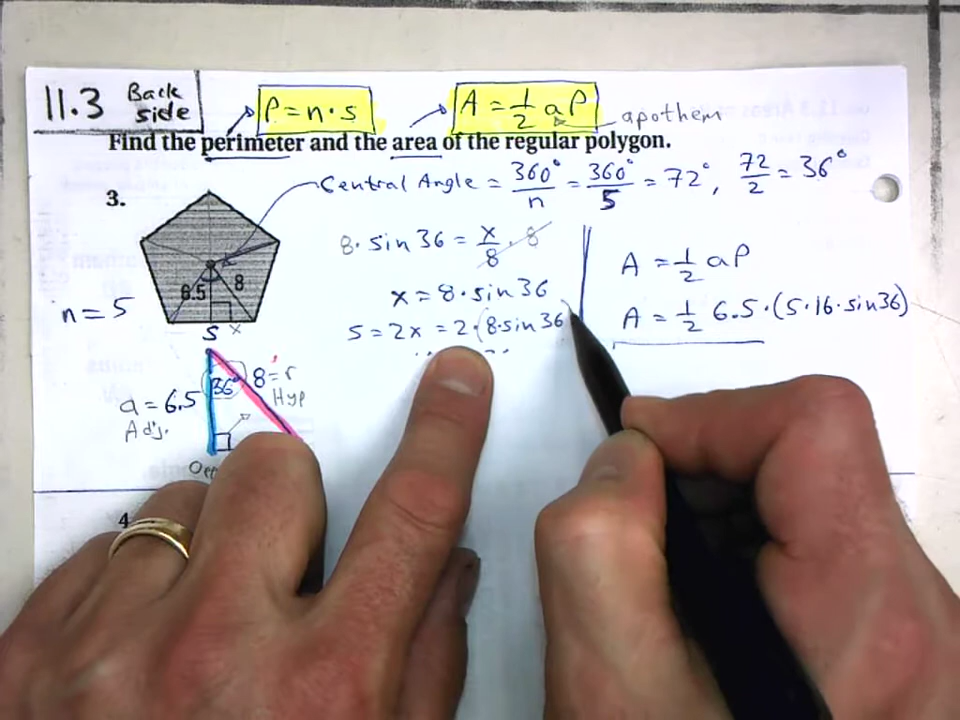 11.3 Back side
P = n · s
A = 1/2 aP
apothem
Find the perimeter and the area of the regular polygon.
Central Angle = 360°/n = 360°/5 = 72°, 72/2 = 36°
3.
6.5 8
n = 5
S x
8 · sin 36 = x/8 · 8
x = 8 · sin 36
S = 2x = 2 · (8 · sin 36)
A = 1/2 aP
A = 1/2 6.5 · (5 · 16 · sin 36)
36° 8 = r
Hyp
a = 6.5
Adj.
4